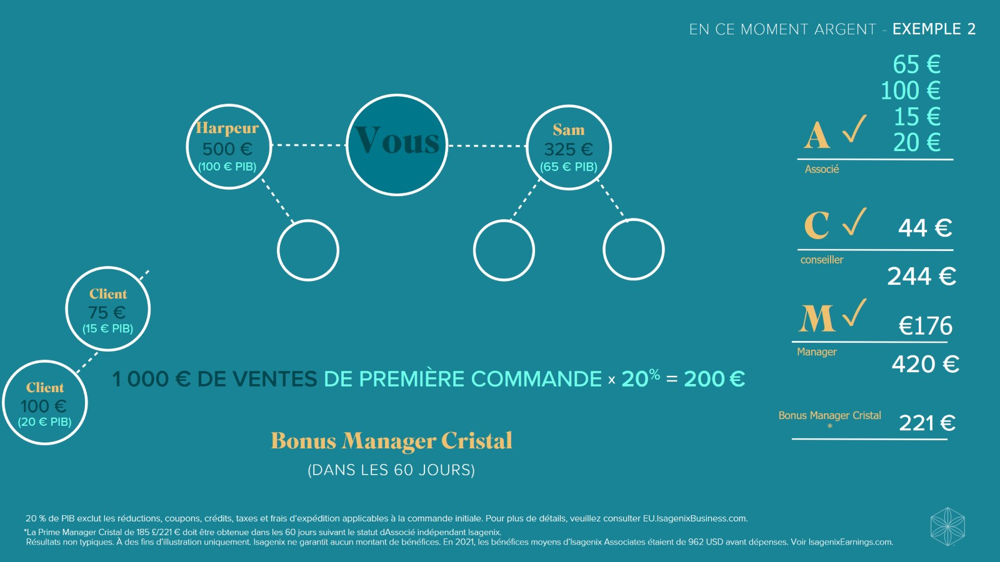 EN CE MOMENT ARGENT - EXEMPLE 2
65 €
100 €
15 €
20 €
A ✓
Associé
Harpeur
500 €
(100 € PIB)
Vous
Sam
325 €
(65 € PIB)
C ✓ 44 €
conseiller
244 €
M ✓ €176
Manager
420 €
Client
75 €
(15 € PIB)
Client
100 €
(20 € PIB)
1 000 € DE VENTES DE PREMIÈRE COMMANDE x 20% = 200 €
Bonus Manager Cristal
*
221 €
Bonus Manager Cristal
(DANS LES 60 JOURS)
20 % de PIB exclut les réductions, coupons, crédits, taxes et frais d'expédition applicables à la commande initiale. Pour plus de détails, veuillez consulter EU.IsagenixBusiness.com.
*La Prime Manager Cristal de 185 £/221 € doit être obtenue dans les 60 jours suivant le statut dAssocié indépendant Isagenix.
Résultats non typiques. À des fins d'illustration uniquement. Isagenix ne garantit aucun montant de bénéfices. En 2021, les bénéfices moyens d'Isagenix Associates étaient de 962 USD avant dépenses. Voir IsagenixEarnings.com.